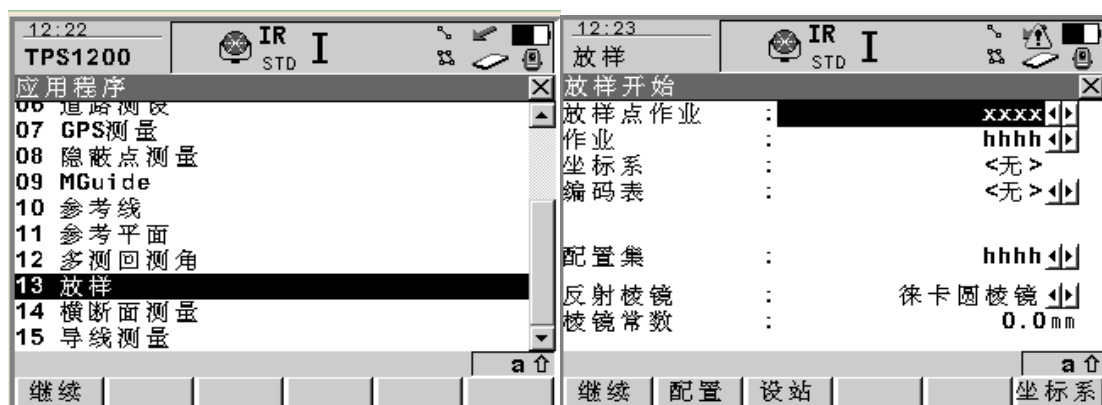 12:22
TPS1200
IR
STD
I
应用程序
06 道路测设
07 GPS测量
08 隐蔽点测量
09 MGuide
10 参考线
11 参考平面
12 多测回测角
13 放样
14 横断面测量
15 导线测量
a ⇧
继续
12:23
放样
IR
STD
I
放样开始
放样点作业 : xxxx
作业 : hhhh
坐标系 : <无>
编码表 : <无>
配置集 : hhhh
反射棱镜 : 徕卡圆棱镜
棱镜常数 : 0.0mm
a ⇧
继续 配置 设站 坐标系